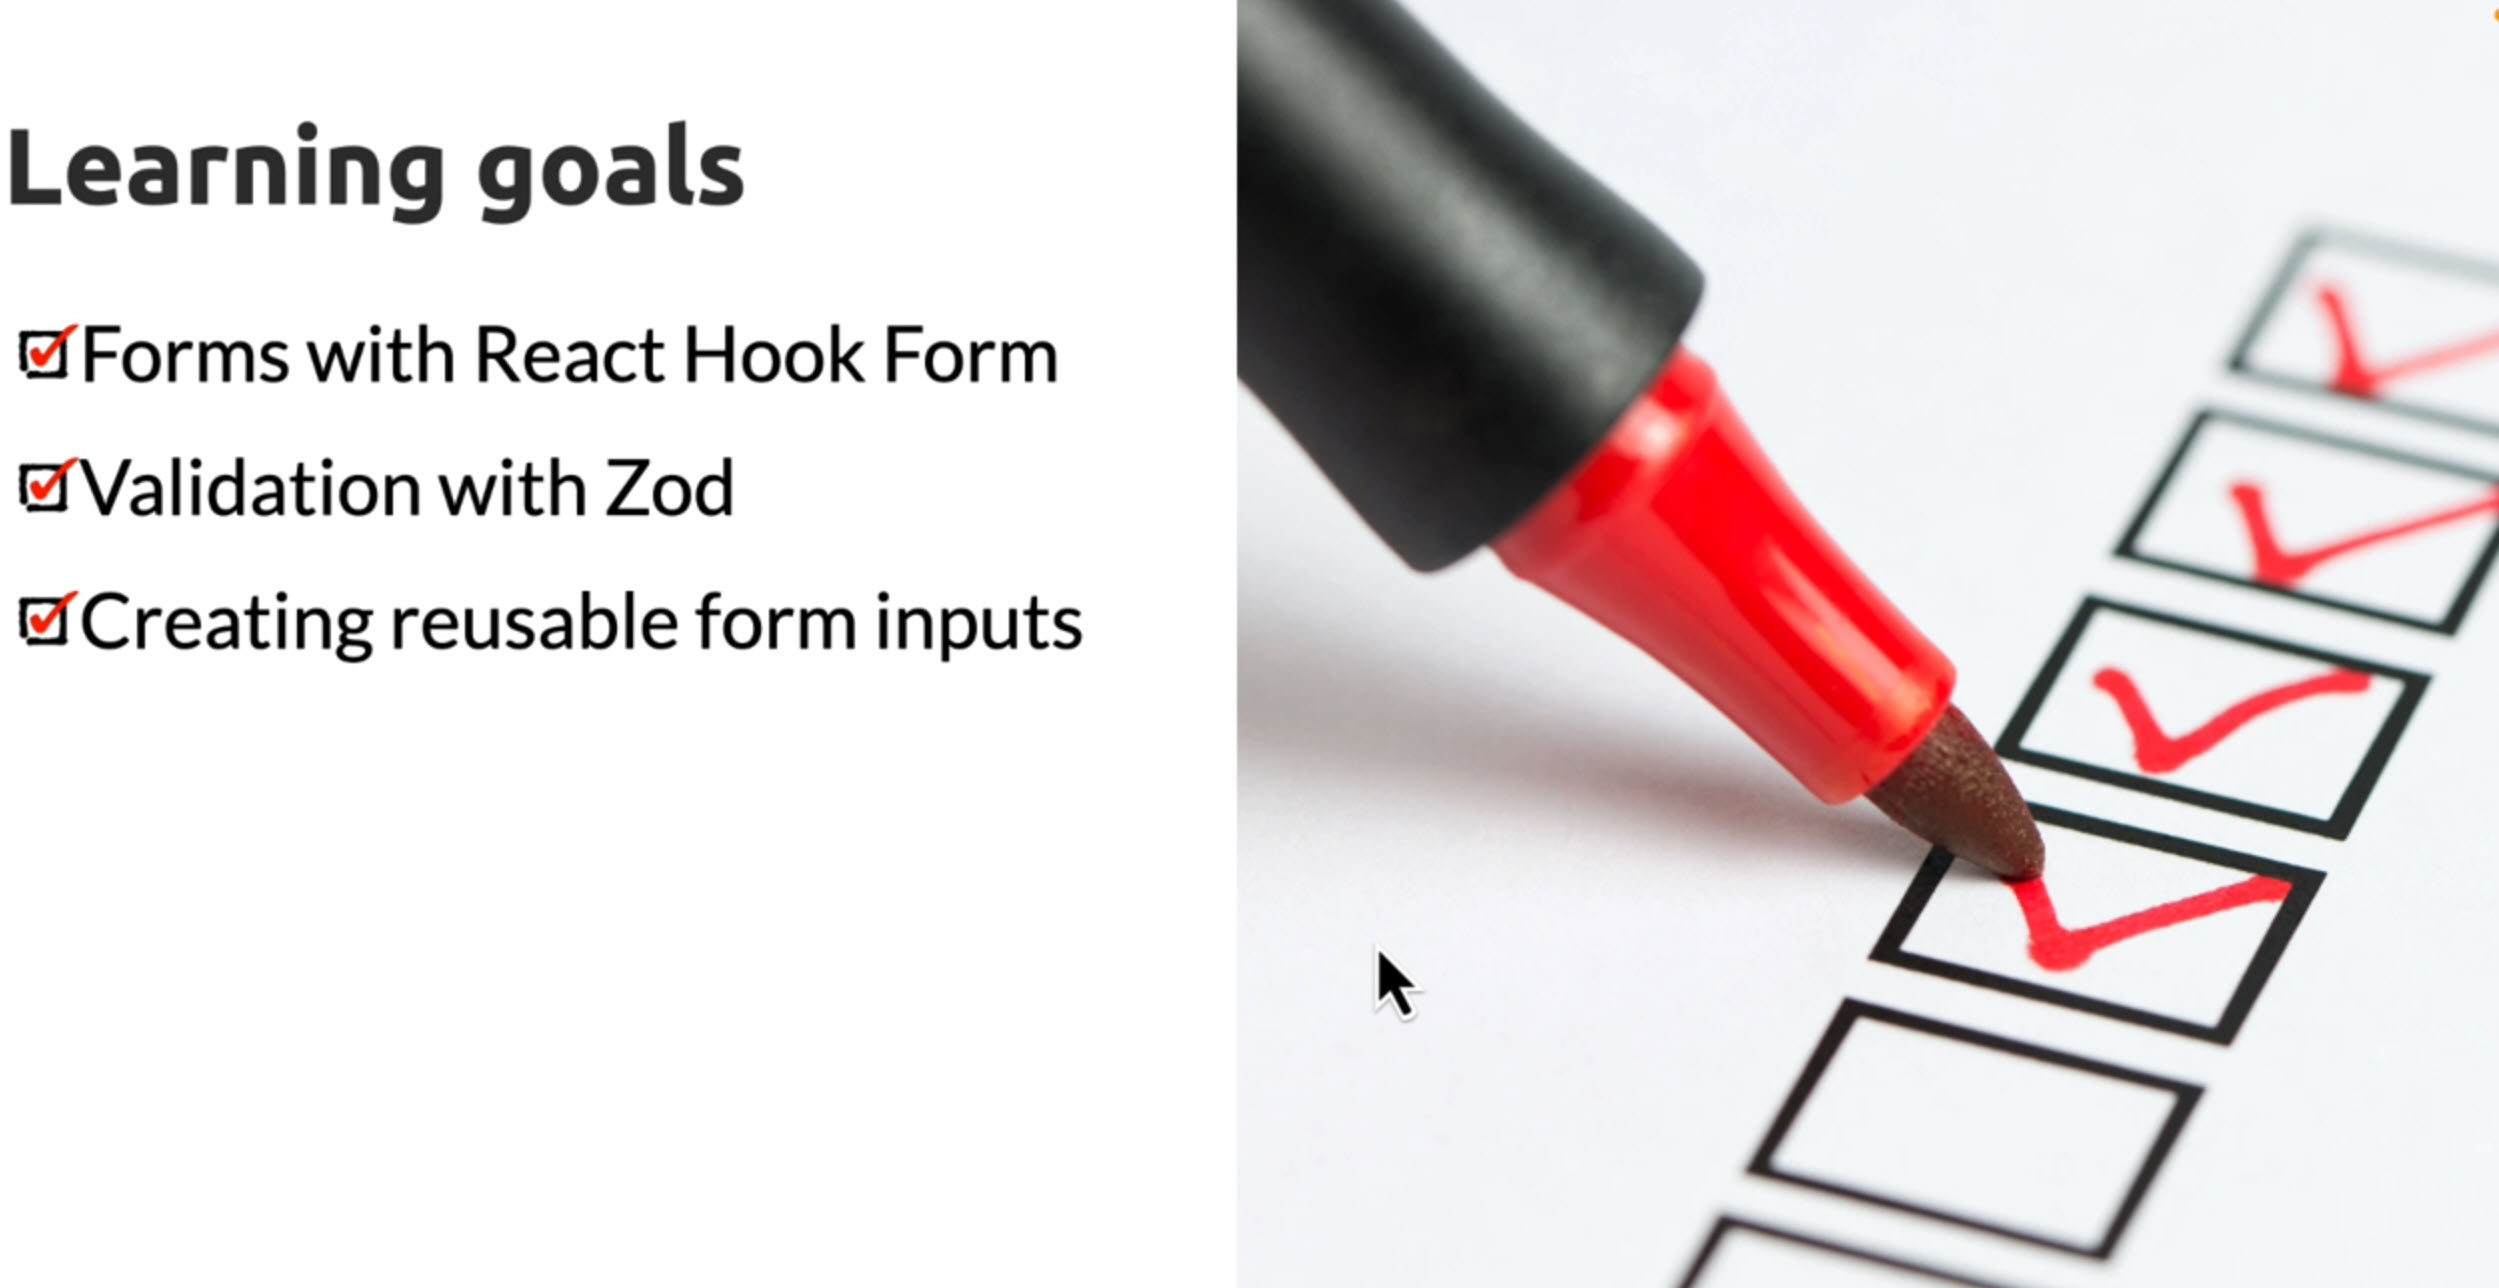 Learning goals
Forms with React Hook Form
Validation with Zod
Creating reusable form inputs